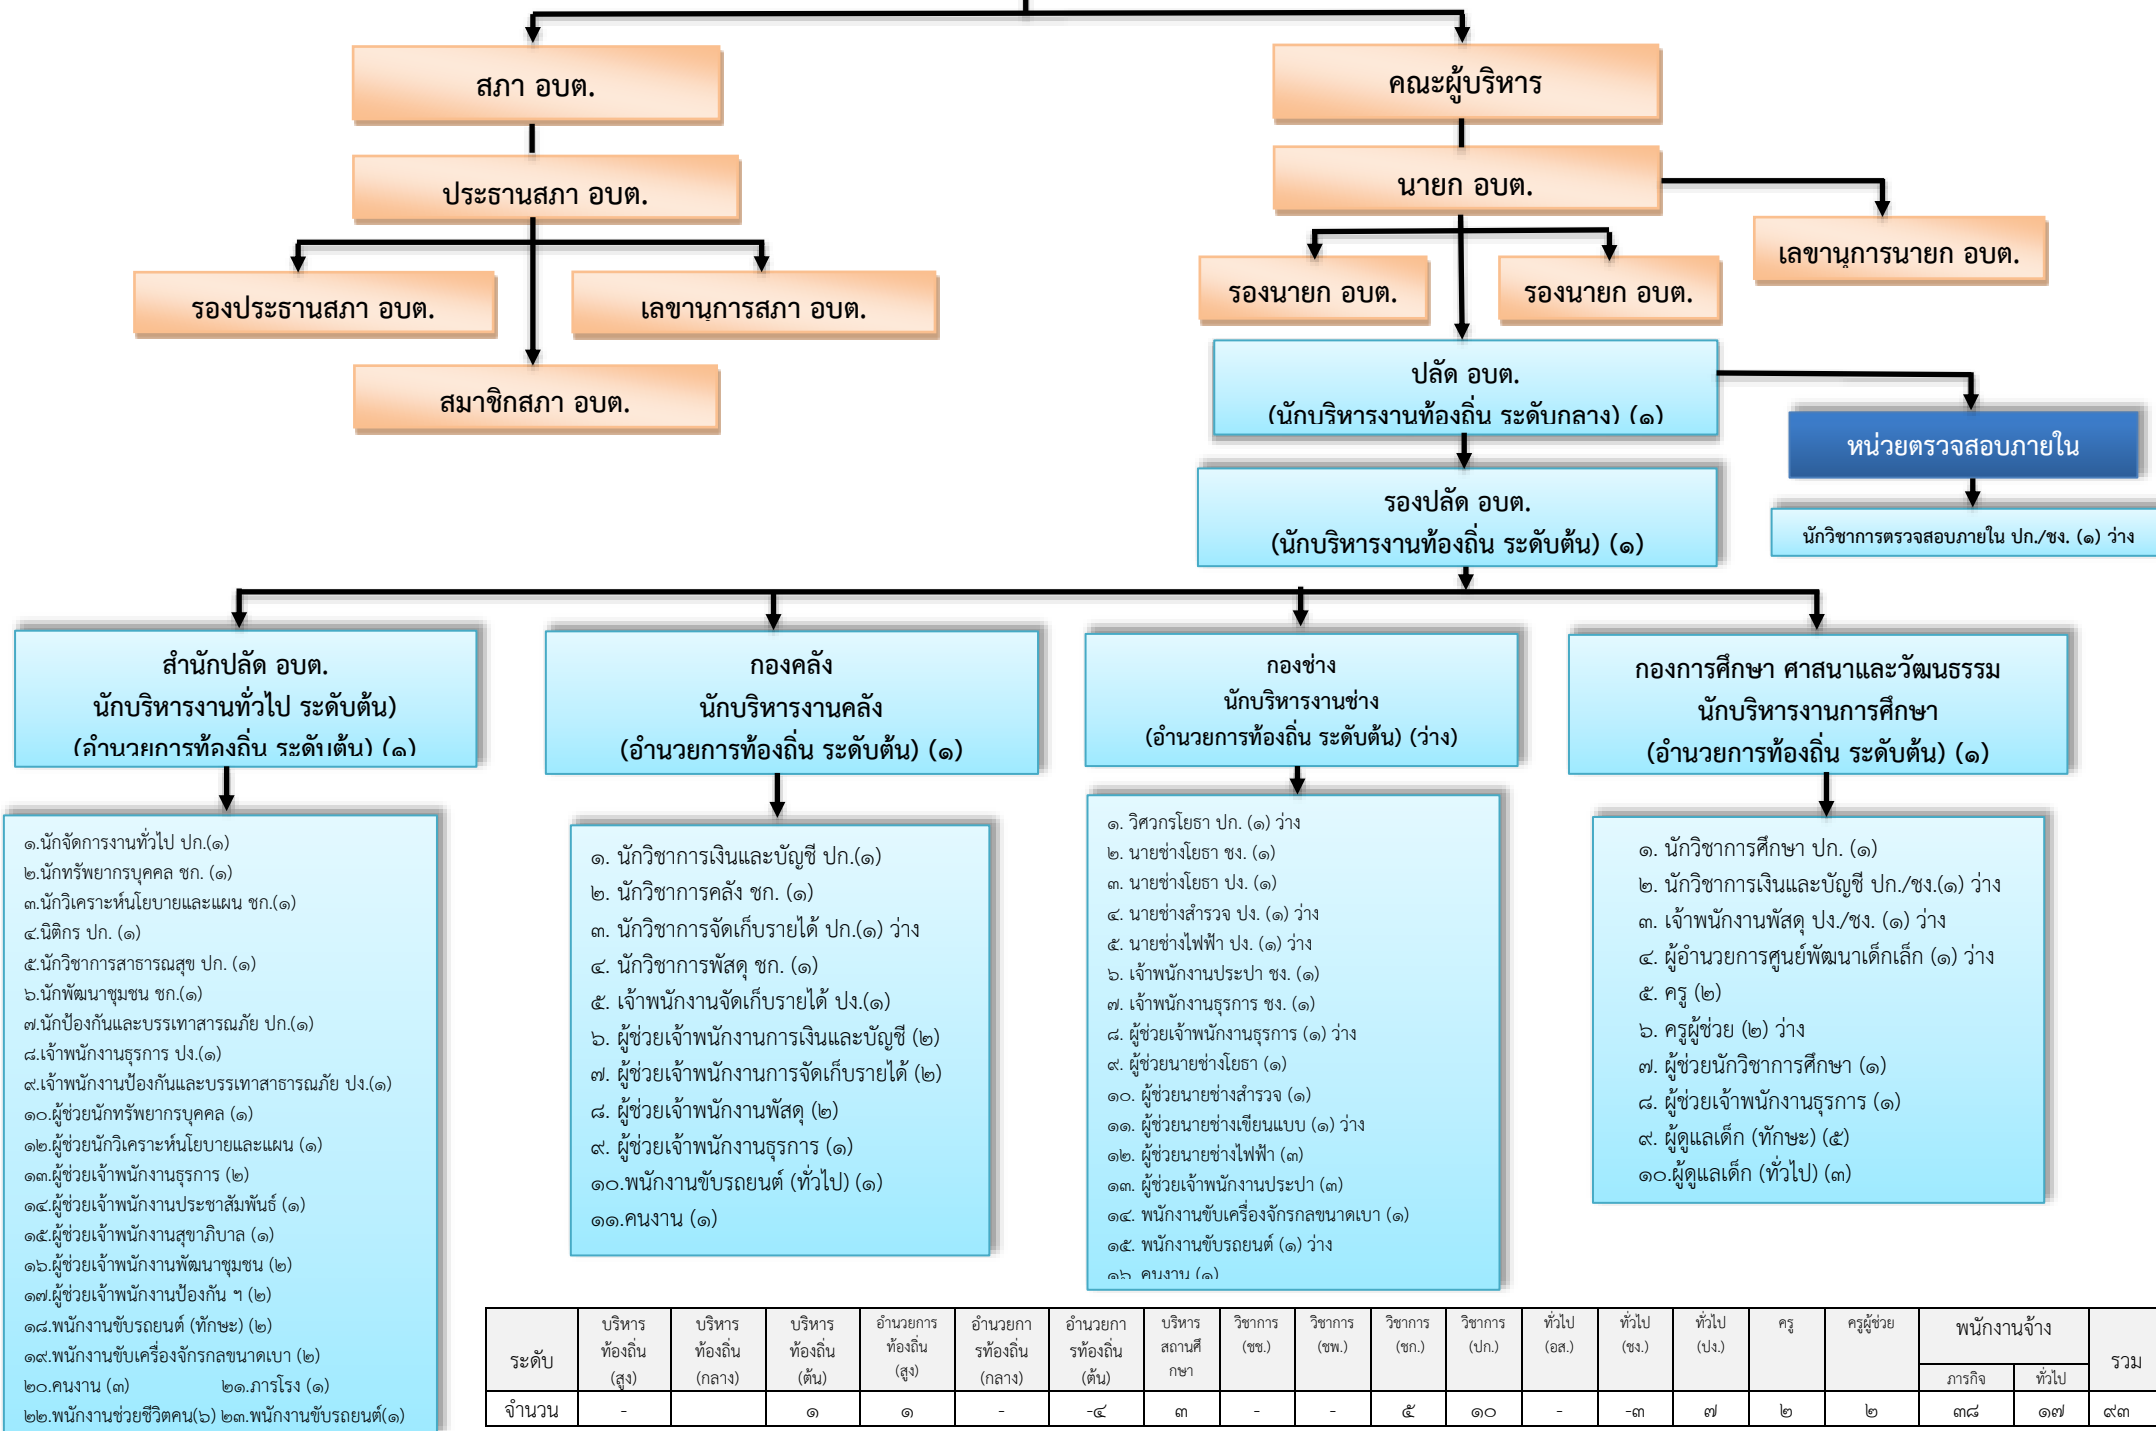 สภา อบต.
คณะผู้บริหาร
ประธานสภา อบต.
นายก อบต.
เลขานุการนายก อบต.
รองประธานสภา อบต.
เลขานุการสภา อบต.
รองนายก อบต.
รองนายก อบต.
สมาชิกสภา อบต.
ปลัด อบต.
(นักบริหารงานท้องถิ่น ระดับกลาง) (๑)
หน่วยตรวจสอบภายใน
รองปลัด อบต.
(นักบริหารงานท้องถิ่น ระดับต้น) (๑)
นักวิชาการตรวจสอบภายใน ปก./ชง. (๑) ว่าง
สำนักปลัด อบต.
นักบริหารงานทั่วไป ระดับต้น)
(อำนวยการท้องถิ่น ระดับต้น) (๑)
กองคลัง
นักบริหารงานคลัง
(อำนวยการท้องถิ่น ระดับต้น) (๑)
กองช่าง
นักบริหารงานช่าง
(อำนวยการท้องถิ่น ระดับต้น) (ว่าง)
กองการศึกษา ศาสนาและวัฒนธรรม
นักบริหารงานการศึกษา
(อำนวยการท้องถิ่น ระดับต้น) (๑)
๑.นักจัดการงานทั่วไป ปก.(๑)
๒.นักทรัพยากรบุคคล ชก. (๑)
๓.นักวิเคราะห์นโยบายและแผน ชก.(๑)
๔.นิติกร ปก. (๑)
๕.นักวิชาการสาธารณสุข ปก. (๑)
๖.นักพัฒนาชุมชน ชก.(๑)
๗.นักป้องกันและบรรเทาสารณภัย ปก.(๑)
๘.เจ้าพนักงานธุรการ ปง.(๑)
๙.เจ้าพนักงานป้องกันและบรรเทาสาธารณภัย ปง.(๑)
๑๐.ผู้ช่วยนักทรัพยากรบุคคล (๑)
๑๒.ผู้ช่วยนักวิเคราะห์นโยบายและแผน (๑)
๑๓.ผู้ช่วยเจ้าพนักงานธุรการ (๒)
๑๔.ผู้ช่วยเจ้าพนักงานประชาสัมพันธ์ (๑)
๑๕.ผู้ช่วยเจ้าพนักงานสุขาภิบาล (๑)
๑๖.ผู้ช่วยเจ้าพนักงานพัฒนาชุมชน (๒)
๑๗.ผู้ช่วยเจ้าพนักงานป้องกัน ฯ (๒)
๑๘.พนักงานขับรถยนต์ (ทักษะ) (๒)
๑๙.พนักงานขับเครื่องจักรกลขนาดเบา (๒)
๒๐.คนงาน (๓) ๒๑.ภารโรง (๑)
๒๒.พนักงานช่วยชีวิตคน(๖) ๒๓.พนักงานขับรถยนต์(๑)
๑. นักวิชาการเงินและบัญชี ปก.(๑)
๒. นักวิชาการคลัง ชก. (๑)
๓. นักวิชาการจัดเก็บรายได้ ปก.(๑) ว่าง
๔. นักวิชาการพัสดุ ชก. (๑)
๕. เจ้าพนักงานจัดเก็บรายได้ ปง.(๑)
๖. ผู้ช่วยเจ้าพนักงานการเงินและบัญชี (๒)
๗. ผู้ช่วยเจ้าพนักงานการจัดเก็บรายได้ (๒)
๘. ผู้ช่วยเจ้าพนักงานพัสดุ (๒)
๙. ผู้ช่วยเจ้าพนักงานธุรการ (๑)
๑๐.พนักงานขับรถยนต์ (ทั่วไป) (๑)
๑๑.คนงาน (๑)
๑. วิศวกรโยธา ปก. (๑) ว่าง
๒. นายช่างโยธา ชง. (๑)
๓. นายช่างโยธา ปง. (๑)
๔. นายช่างสำรวจ ปง. (๑) ว่าง
๕. นายช่างไฟฟ้า ปง. (๑) ว่าง
๖. เจ้าพนักงานประปา ชง. (๑)
๗. เจ้าพนักงานธุรการ ชง. (๑)
๘. ผู้ช่วยเจ้าพนักงานธุรการ (๑) ว่าง
๙. ผู้ช่วยนายช่างโยธา (๑)
๑๐. ผู้ช่วยนายช่างสำรวจ (๑)
๑๑. ผู้ช่วยนายช่างเขียนแบบ (๑) ว่าง
๑๒. ผู้ช่วยนายช่างไฟฟ้า (๓)
๑๓. ผู้ช่วยเจ้าพนักงานประปา (๓)
๑๔. พนักงานขับเครื่องจักรกลขนาดเบา (๑)
๑๕. พนักงานขับรถยนต์ (๑) ว่าง
๑๖. คนงาน (๑)
๑. นักวิชาการศึกษา ปก. (๑)
๒. นักวิชาการเงินและบัญชี ปก./ชง.(๑) ว่าง
๓. เจ้าพนักงานพัสดุ ปง./ชง. (๑) ว่าง
๔. ผู้อำนวยการศูนย์พัฒนาเด็กเล็ก (๑) ว่าง
๕. ครู (๒)
๖. ครูผู้ช่วย (๒) ว่าง
๗. ผู้ช่วยนักวิชาการศึกษา (๑)
๘. ผู้ช่วยเจ้าพนักงานธุรการ (๑)
๙. ผู้ดูแลเด็ก (ทักษะ) (๕)
๑๐.ผู้ดูแลเด็ก (ทั่วไป) (๓)
ระดับ บริหารท้องถิ่น (สูง) บริหารท้องถิ่น (กลาง) บริหารท้องถิ่น (ต้น) อำนวยการท้องถิ่น (สูง) อำนวยการท้องถิ่น (กลาง) อำนวยการท้องถิ่น (ต้น) บริหารสถานศึกษา วิชาการ (ชช.) วิชาการ (ชพ.) วิชาการ (ชก.) วิชาการ (ปก.) ทั่วไป (อส.) ทั่วไป (ชง.) ทั่วไป (ปง.) ครู ครูผู้ช่วย พนักงานจ้าง รวม
ภารกิจ ทั่วไป
จำนวน - ๑ ๑ - -๔ ๓ - - ๕ ๑๐ - -๓ ๗ ๒ ๒ ๓๘ ๑๗ ๙๓